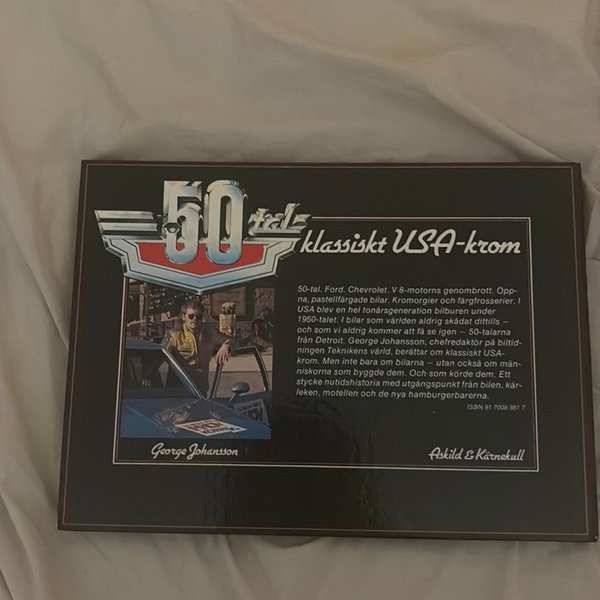 50-tal
klassiskt USA-krom
50-tal. Ford. Chevrolet. V 8-motorns genombrott. Öpp-
na, pastellfärgade bilar. Kromorgier och färgfrosserier. I
USA blev en hel tonårsgeneration bilburen under
1950-talet. I bilar som världen aldrig skådat dittills –
och som vi aldrig kommer att få se igen – 50-talarna
från Detroit. George Johansson, chefredaktör på biltid-
ningen Teknikens värld, berättar om klassiskt USA-
krom. Men inte bara om bilarna – utan också om män-
niskorna som byggde dem. Och som körde dem. Ett
stycke nutidshistoria med utgångspunkt från bilen, kär-
leken, motellen och de nya hamburgerbarerna.
ISBN 91 7008 981 7
George Johansson
Askild & Kärnekull